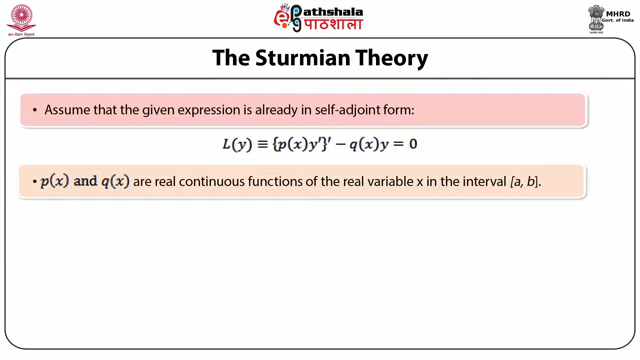 ePathshala
पाठशाला
MHRD
Govt. of India
The Sturmian Theory
• Assume that the given expression is already in self-adjoint form:
L(y) ≡ {p(x)y′}′ − q(x)y = 0
• p(x) and q(x) are real continuous functions of the real variable x in the interval [a, b].